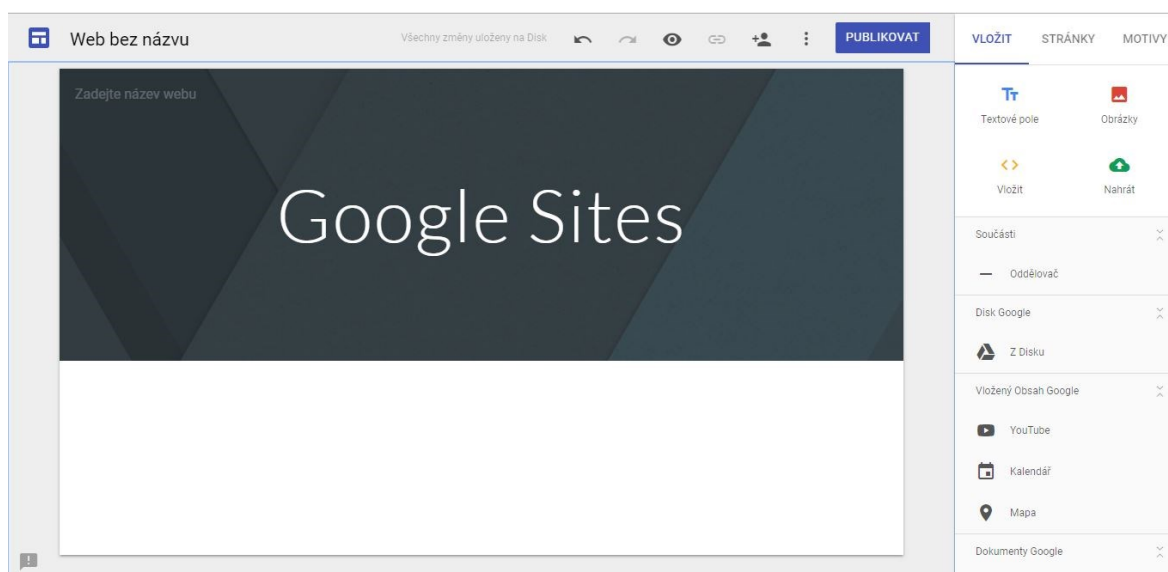 Web bez názvu
Všechny změny uloženy na Disk
PUBLIKOVAT
Zadejte název webu
Google Sites
VLOŽIT STRÁNKY MOTIVY
Textové pole Obrázky
Vložit Nahrát
Součásti
Oddělovač
Disk Google
Z Disku
Vložený Obsah Google
YouTube
Kalendář
Mapa
Dokumenty Google